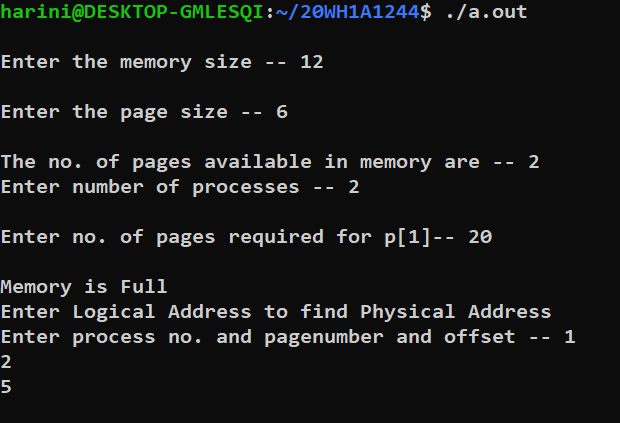 harini@DESKTOP-GMLESQI:~/20WH1A1244$ ./a.out
Enter the memory size -- 12
Enter the page size -- 6
The no. of pages available in memory are -- 2
Enter number of processes -- 2
Enter no. of pages required for p[1]-- 20
Memory is Full
Enter Logical Address to find Physical Address
Enter process no. and pagenumber and offset -- 1
2
5